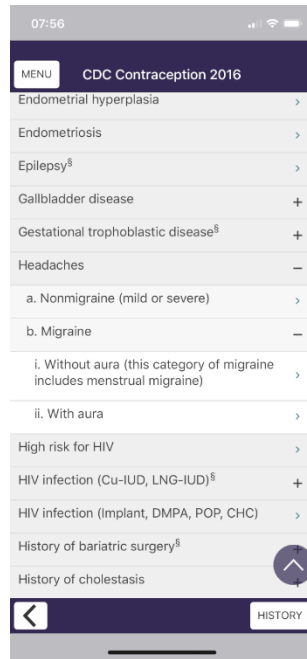 07:56
MENU CDC Contraception 2016
Endometrial hyperplasia
Endometriosis
Epilepsy§
Gallbladder disease
Gestational trophoblastic disease§
Headaches
a. Nonmigraine (mild or severe)
b. Migraine
i. Without aura (this category of migraine
includes menstrual migraine)
ii. With aura
High risk for HIV
HIV infection (Cu-IUD, LNG-IUD)§
HIV infection (Implant, DMPA, POP, CHC)
History of bariatric surgery§
History of cholestasis
HISTORY